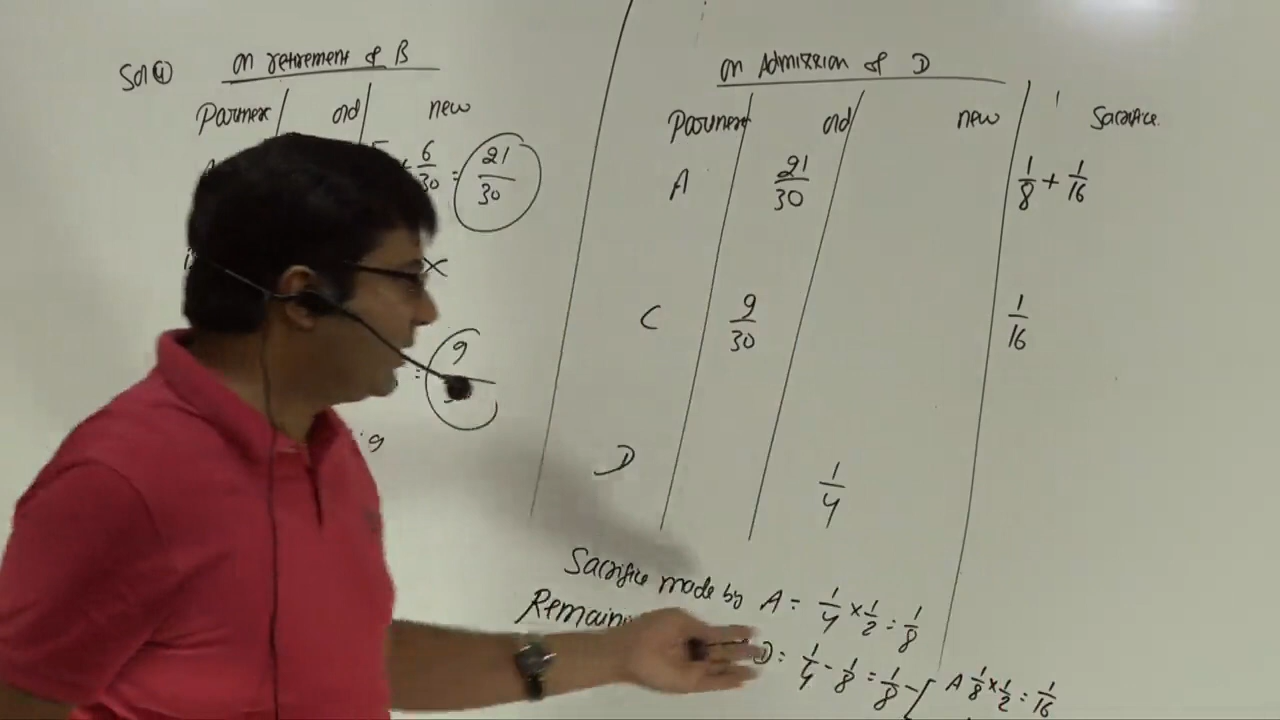 Sol ①
on retirement of B
Partner old new
+ 6/30 = 21/30
×
= 9
on Admission of D
Partner old new Sacrifice
A 21/30 1/8 + 1/16
C 9/30 1/16
D 1/4
Sacrifice made by A = 1/4 × 1/2 = 1/8
D = 1/4 - 1/8 = 1/8 - [ A 1/8 × 1/2 = 1/16